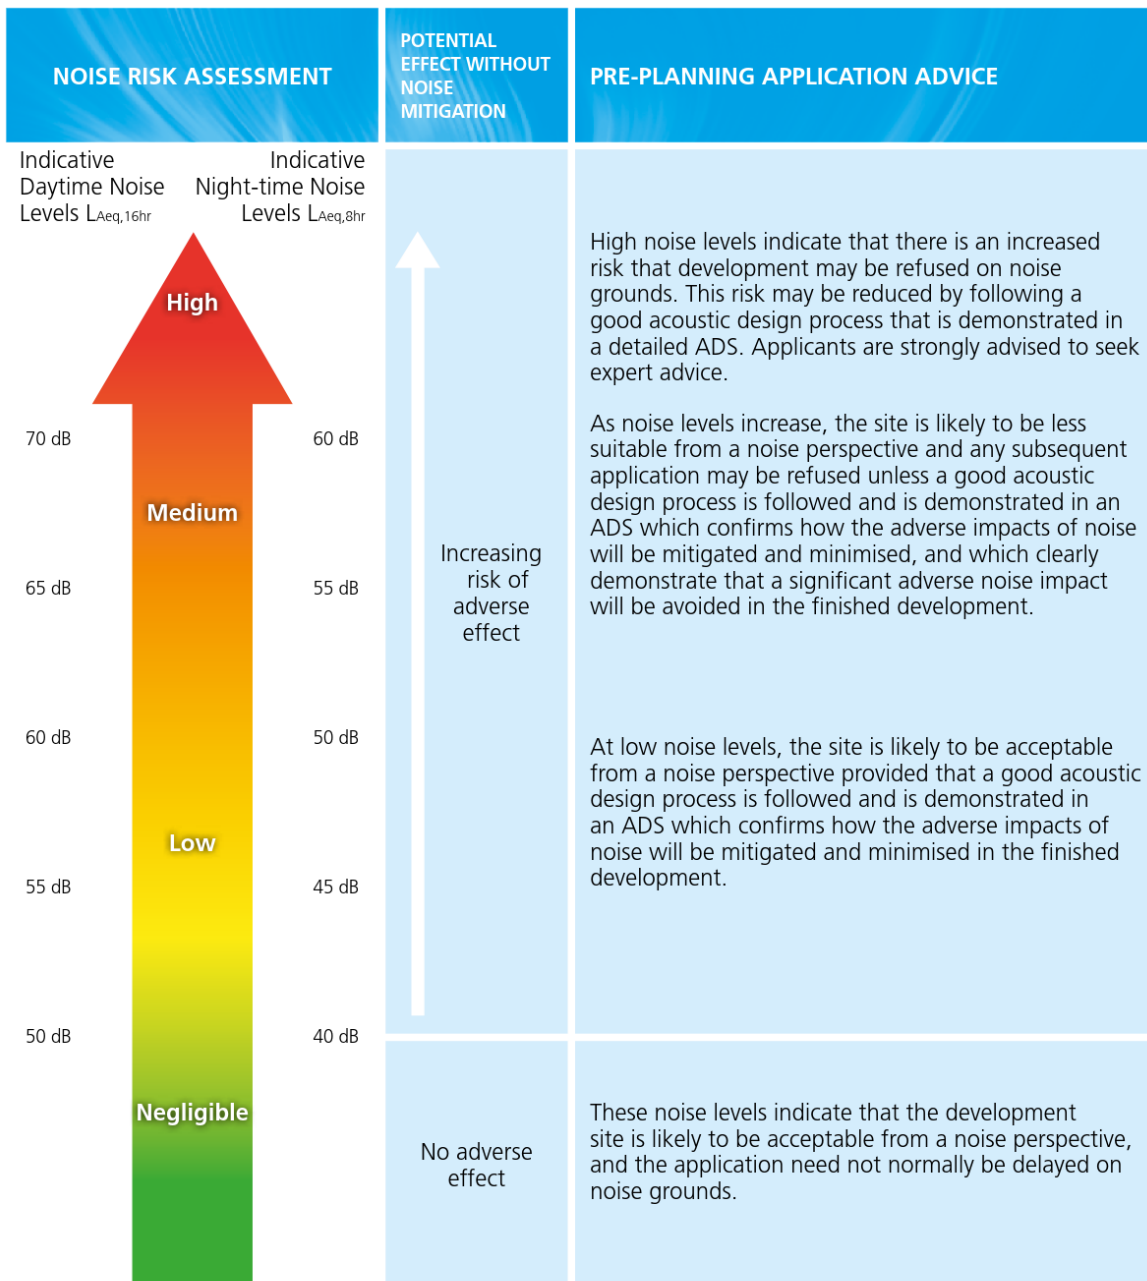 NOISE RISK ASSESSMENT
POTENTIAL
EFFECT WITHOUT
NOISE
MITIGATION
PRE-PLANNING APPLICATION ADVICE
Indicative
Daytime Noise
Levels LAeq,16hr
Indicative
Night-time Noise
Levels LAeq,8hr
High
70 dB
60 dB
Medium
65 dB
55 dB
60 dB
50 dB
Low
55 dB
45 dB
50 dB
40 dB
Negligible
Increasing
risk of
adverse
effect
No adverse
effect
High noise levels indicate that there is an increased
risk that development may be refused on noise
grounds. This risk may be reduced by following a
good acoustic design process that is demonstrated in
a detailed ADS. Applicants are strongly advised to seek
expert advice.
As noise levels increase, the site is likely to be less
suitable from a noise perspective and any subsequent
application may be refused unless a good acoustic
design process is followed and is demonstrated in an
ADS which confirms how the adverse impacts of noise
will be mitigated and minimised, and which clearly
demonstrate that a significant adverse noise impact
will be avoided in the finished development.
At low noise levels, the site is likely to be acceptable
from a noise perspective provided that a good acoustic
design process is followed and is demonstrated in
an ADS which confirms how the adverse impacts of
noise will be mitigated and minimised in the finished
development.
These noise levels indicate that the development
site is likely to be acceptable from a noise perspective,
and the application need not normally be delayed on
noise grounds.